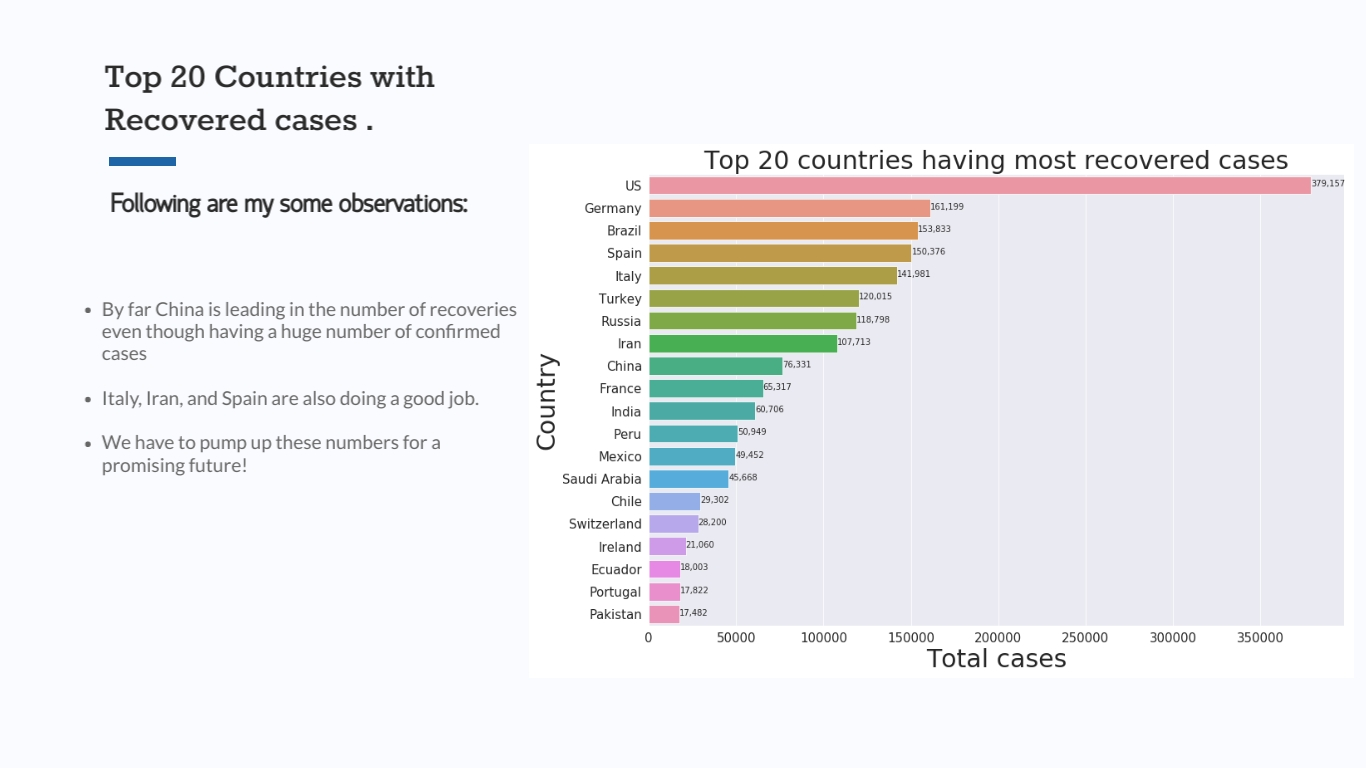 Top 20 Countries with
Recovered cases .
Following are my some observations:
• By far China is leading in the number of recoveries
even though having a huge number of confirmed
cases
• Italy, Iran, and Spain are also doing a good job.
• We have to pump up these numbers for a
promising future!
Top 20 countries having most recovered cases
Country
US 379,157
Germany 161,199
Brazil 153,833
Spain 150,376
Italy 141,981
Turkey 120,015
Russia 118,798
Iran 107,713
China 76,331
France 65,317
India 60,706
Peru 50,949
Mexico 49,452
Saudi Arabia 45,668
Chile 29,302
Switzerland 28,200
Ireland 21,060
Ecuador 18,003
Portugal 17,822
Pakistan 17,482
0 50000 100000 150000 200000 250000 300000 350000
Total cases